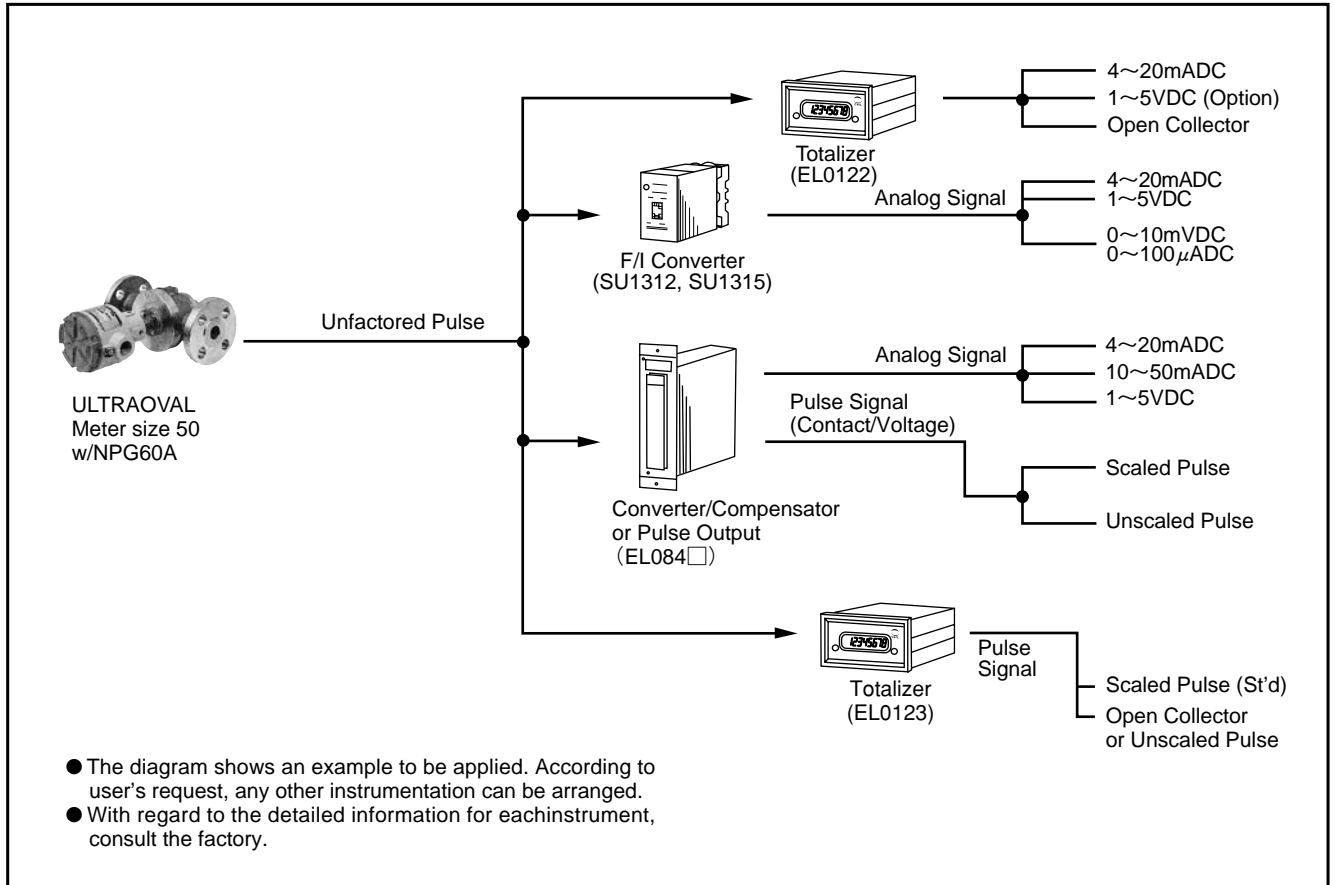 4～20mADC
1～5VDC (Option)
Open Collector
12345678
Totalizer
(EL0122)
Analog Signal
4～20mADC
1～5VDC
0～10mVDC
0～100μADC
F/I Converter
(SU1312, SU1315)
Unfactored Pulse
ULTRAOVAL
Meter size 50
w/NPG60A
Analog Signal
4～20mADC
10～50mADC
1～5VDC
Pulse Signal
(Contact/Voltage)
Scaled Pulse
Unscaled Pulse
Converter/Compensator
or Pulse Output
(EL084□)
12345678
Totalizer
(EL0123)
Pulse
Signal
Scaled Pulse (St'd)
Open Collector
or Unscaled Pulse
● The diagram shows an example to be applied. According to
user's request, any other instrumentation can be arranged.
● With regard to the detailed information for eachinstrument,
consult the factory.